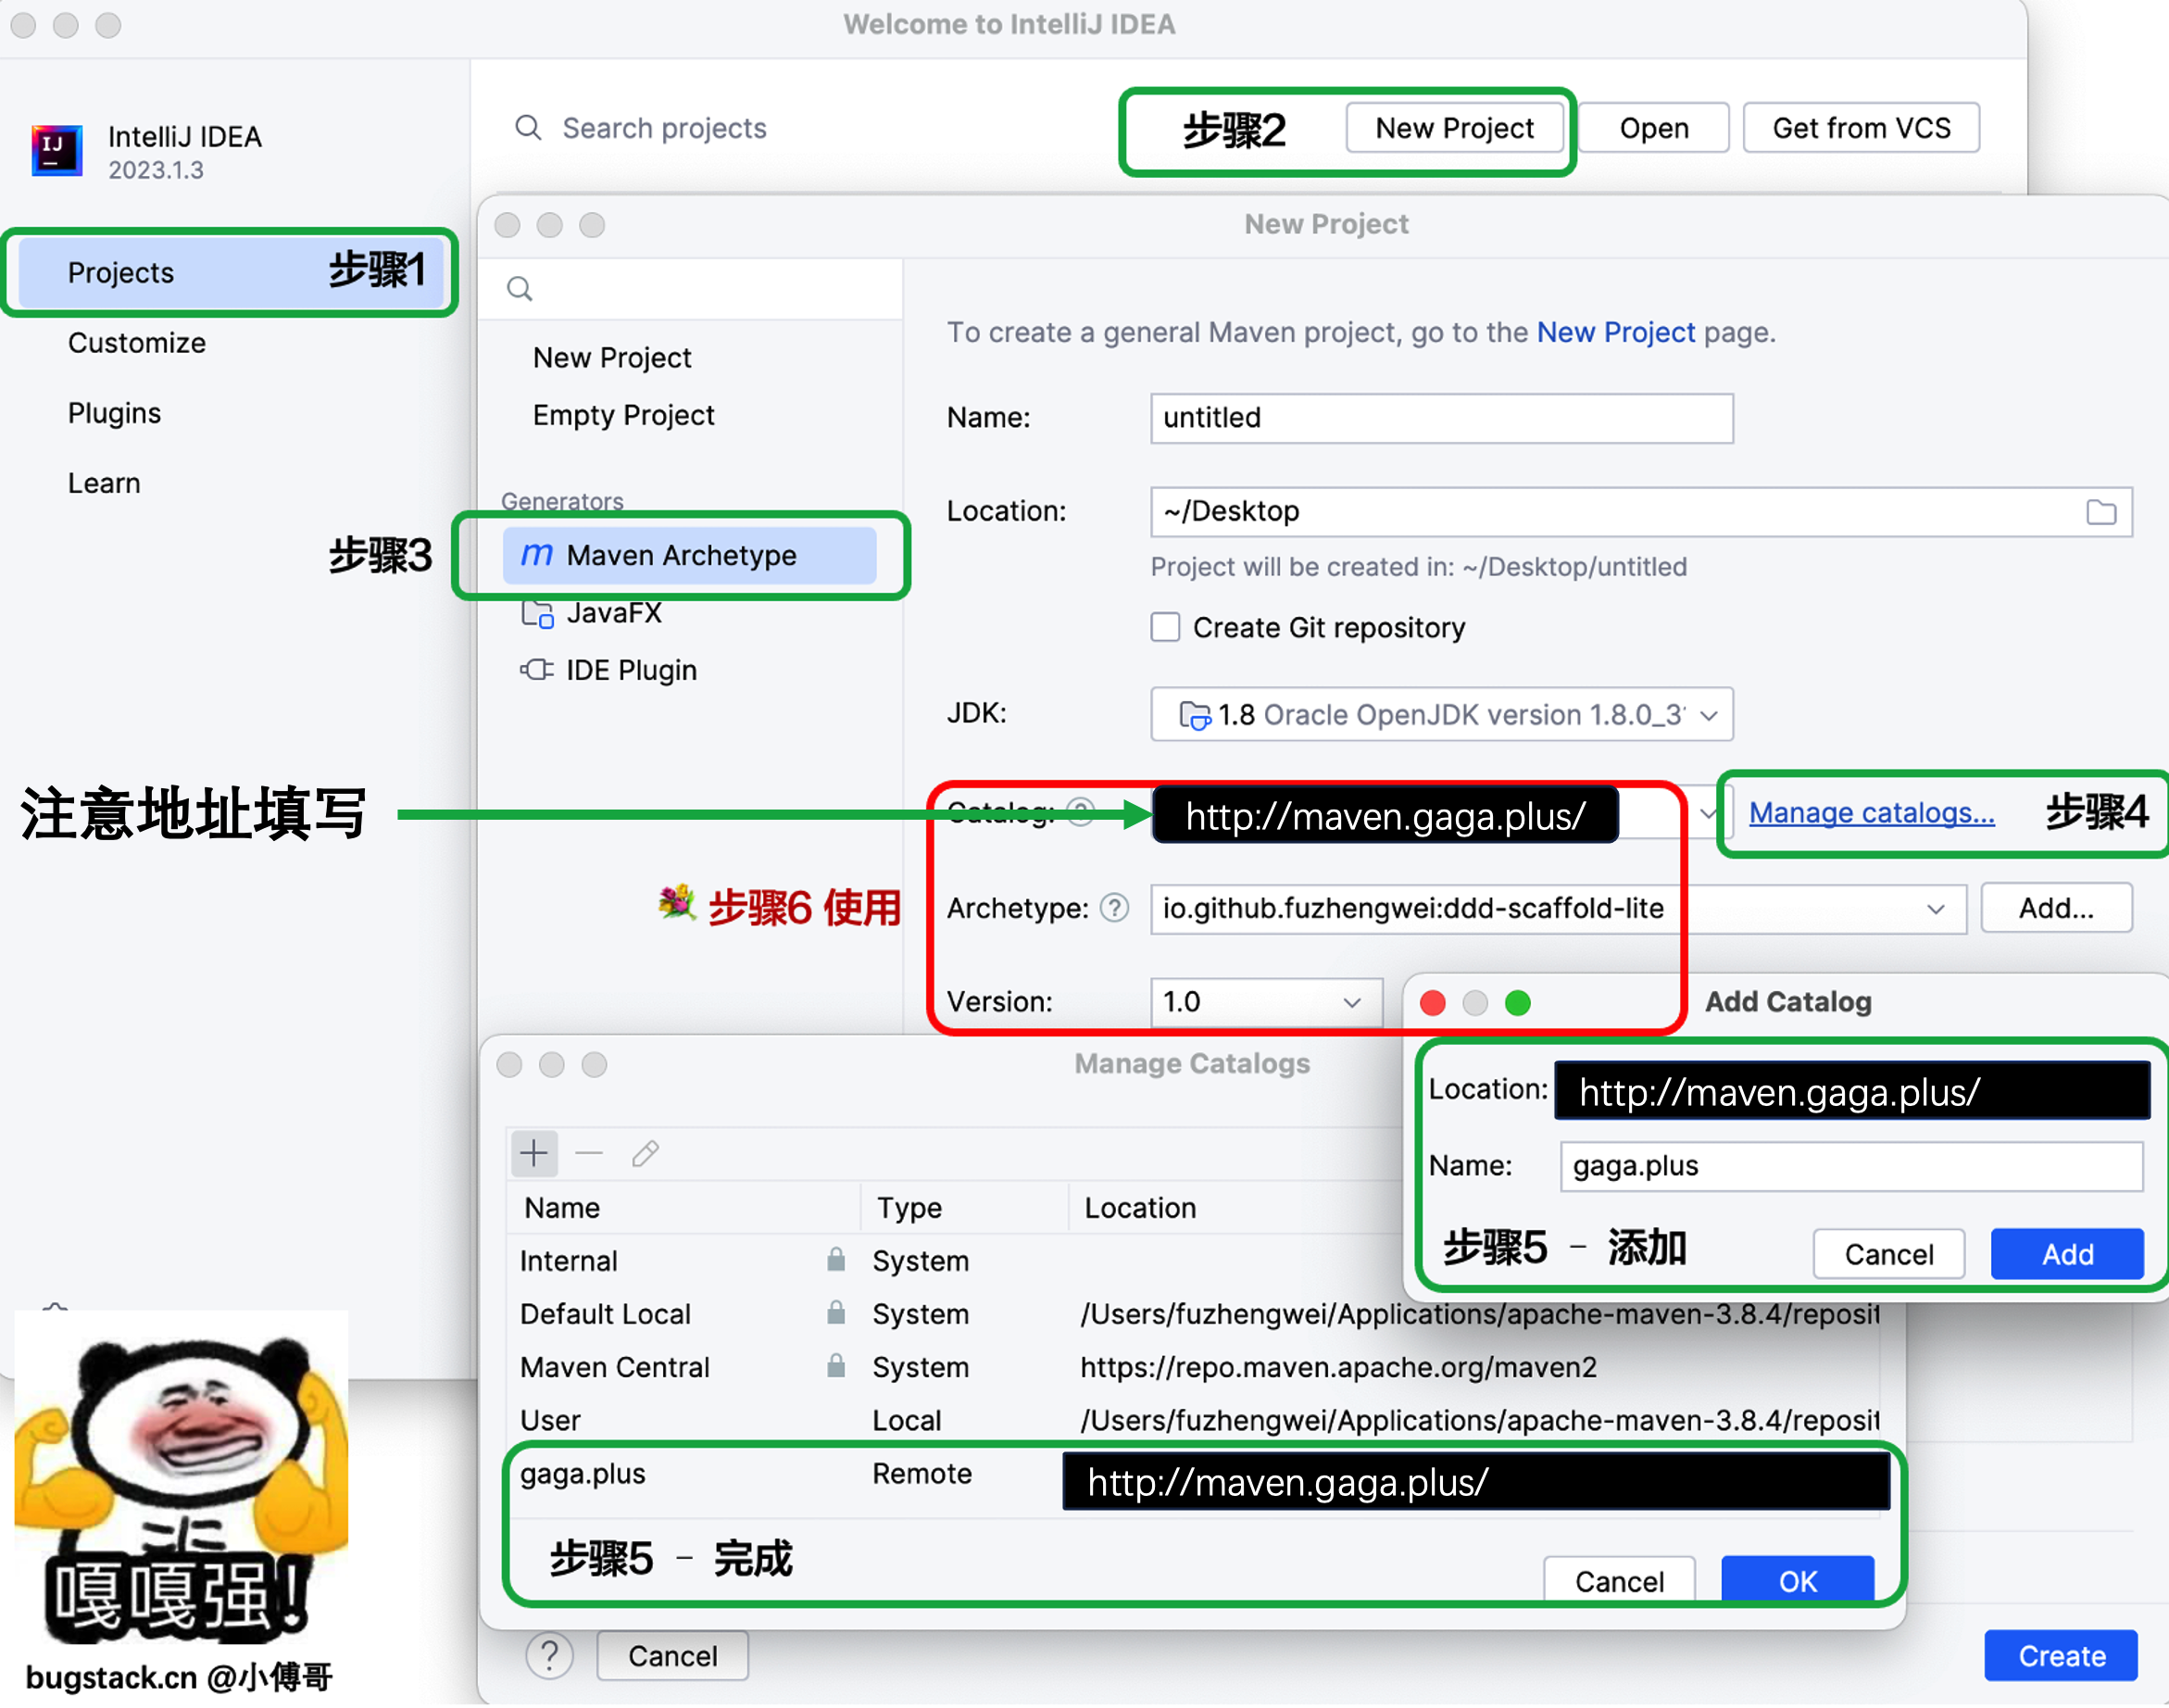 Welcome to IntelliJ IDEA
IntelliJ IDEA
2023.1.3
Search projects
步骤2
New Project
Open
Get from VCS
Projects
步骤1
Customize
Plugins
Learn
New Project
New Project
Empty Project
Generators
步骤3
Maven Archetype
JavaFX
IDE Plugin
To create a general Maven project, go to the New Project page.
Name:
untitled
Location:
~/Desktop
Project will be created in: ~/Desktop/untitled
Create Git repository
JDK:
1.8 Oracle OpenJDK version 1.8.0_3
注意地址填写
Catalog: ?
http://maven.gaga.plus/
Manage catalogs...
步骤4
步骤6 使用
Archetype: ?
io.github.fuzhengwei:ddd-scaffold-lite
Add...
Version:
1.0
Add Catalog
Location:
http://maven.gaga.plus/
Name:
gaga.plus
步骤5 - 添加
Cancel
Add
Manage Catalogs
Name
Type
Location
Internal
System
Default Local
System
/Users/fuzhengwei/Applications/apache-maven-3.8.4/reposit
Maven Central
System
https://repo.maven.apache.org/maven2
User
Local
/Users/fuzhengwei/Applications/apache-maven-3.8.4/reposit
gaga.plus
Remote
http://maven.gaga.plus/
步骤5 - 完成
Cancel
OK
?
Cancel
Create
IJ
こに
嘎嘎强!
bugstack.cn @小傅哥